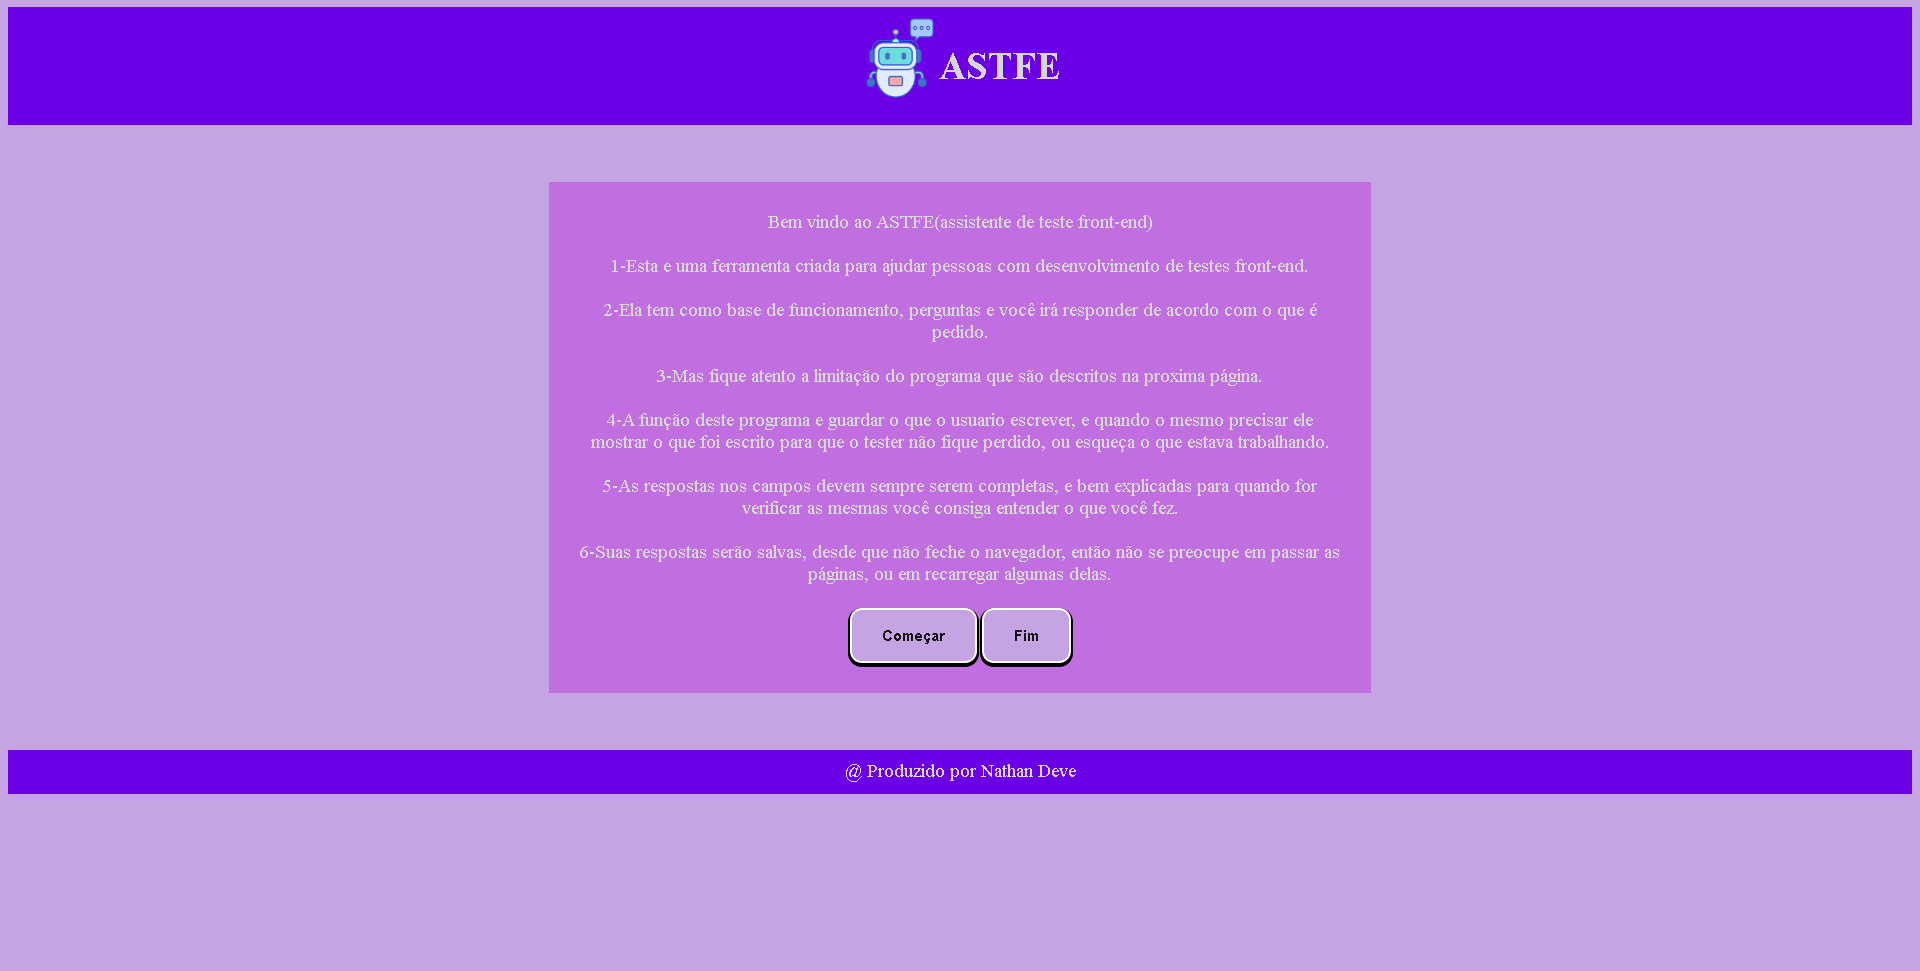 ASTFE
Bem vindo ao ASTFE(assistente de teste front-end)
1-Esta e uma ferramenta criada para ajudar pessoas com desenvolvimento de testes front-end.
2-Ela tem como base de funcionamento, perguntas e você irá responder de acordo com o que é
pedido.
3-Mas fique atento a limitação do programa que são descritos na proxima página.
4-A função deste programa e guardar o que o usuario escrever, e quando o mesmo precisar ele
mostrar o que foi escrito para que o tester não fique perdido, ou esqueça o que estava trabalhando.
5-As respostas nos campos devem sempre serem completas, e bem explicadas para quando for
verificar as mesmas você consiga entender o que você fez.
6-Suas respostas serão salvas, desde que não feche o navegador, então não se preocupe em passar as
páginas, ou em recarregar algumas delas.
Começar Fim
@ Produzido por Nathan Deve